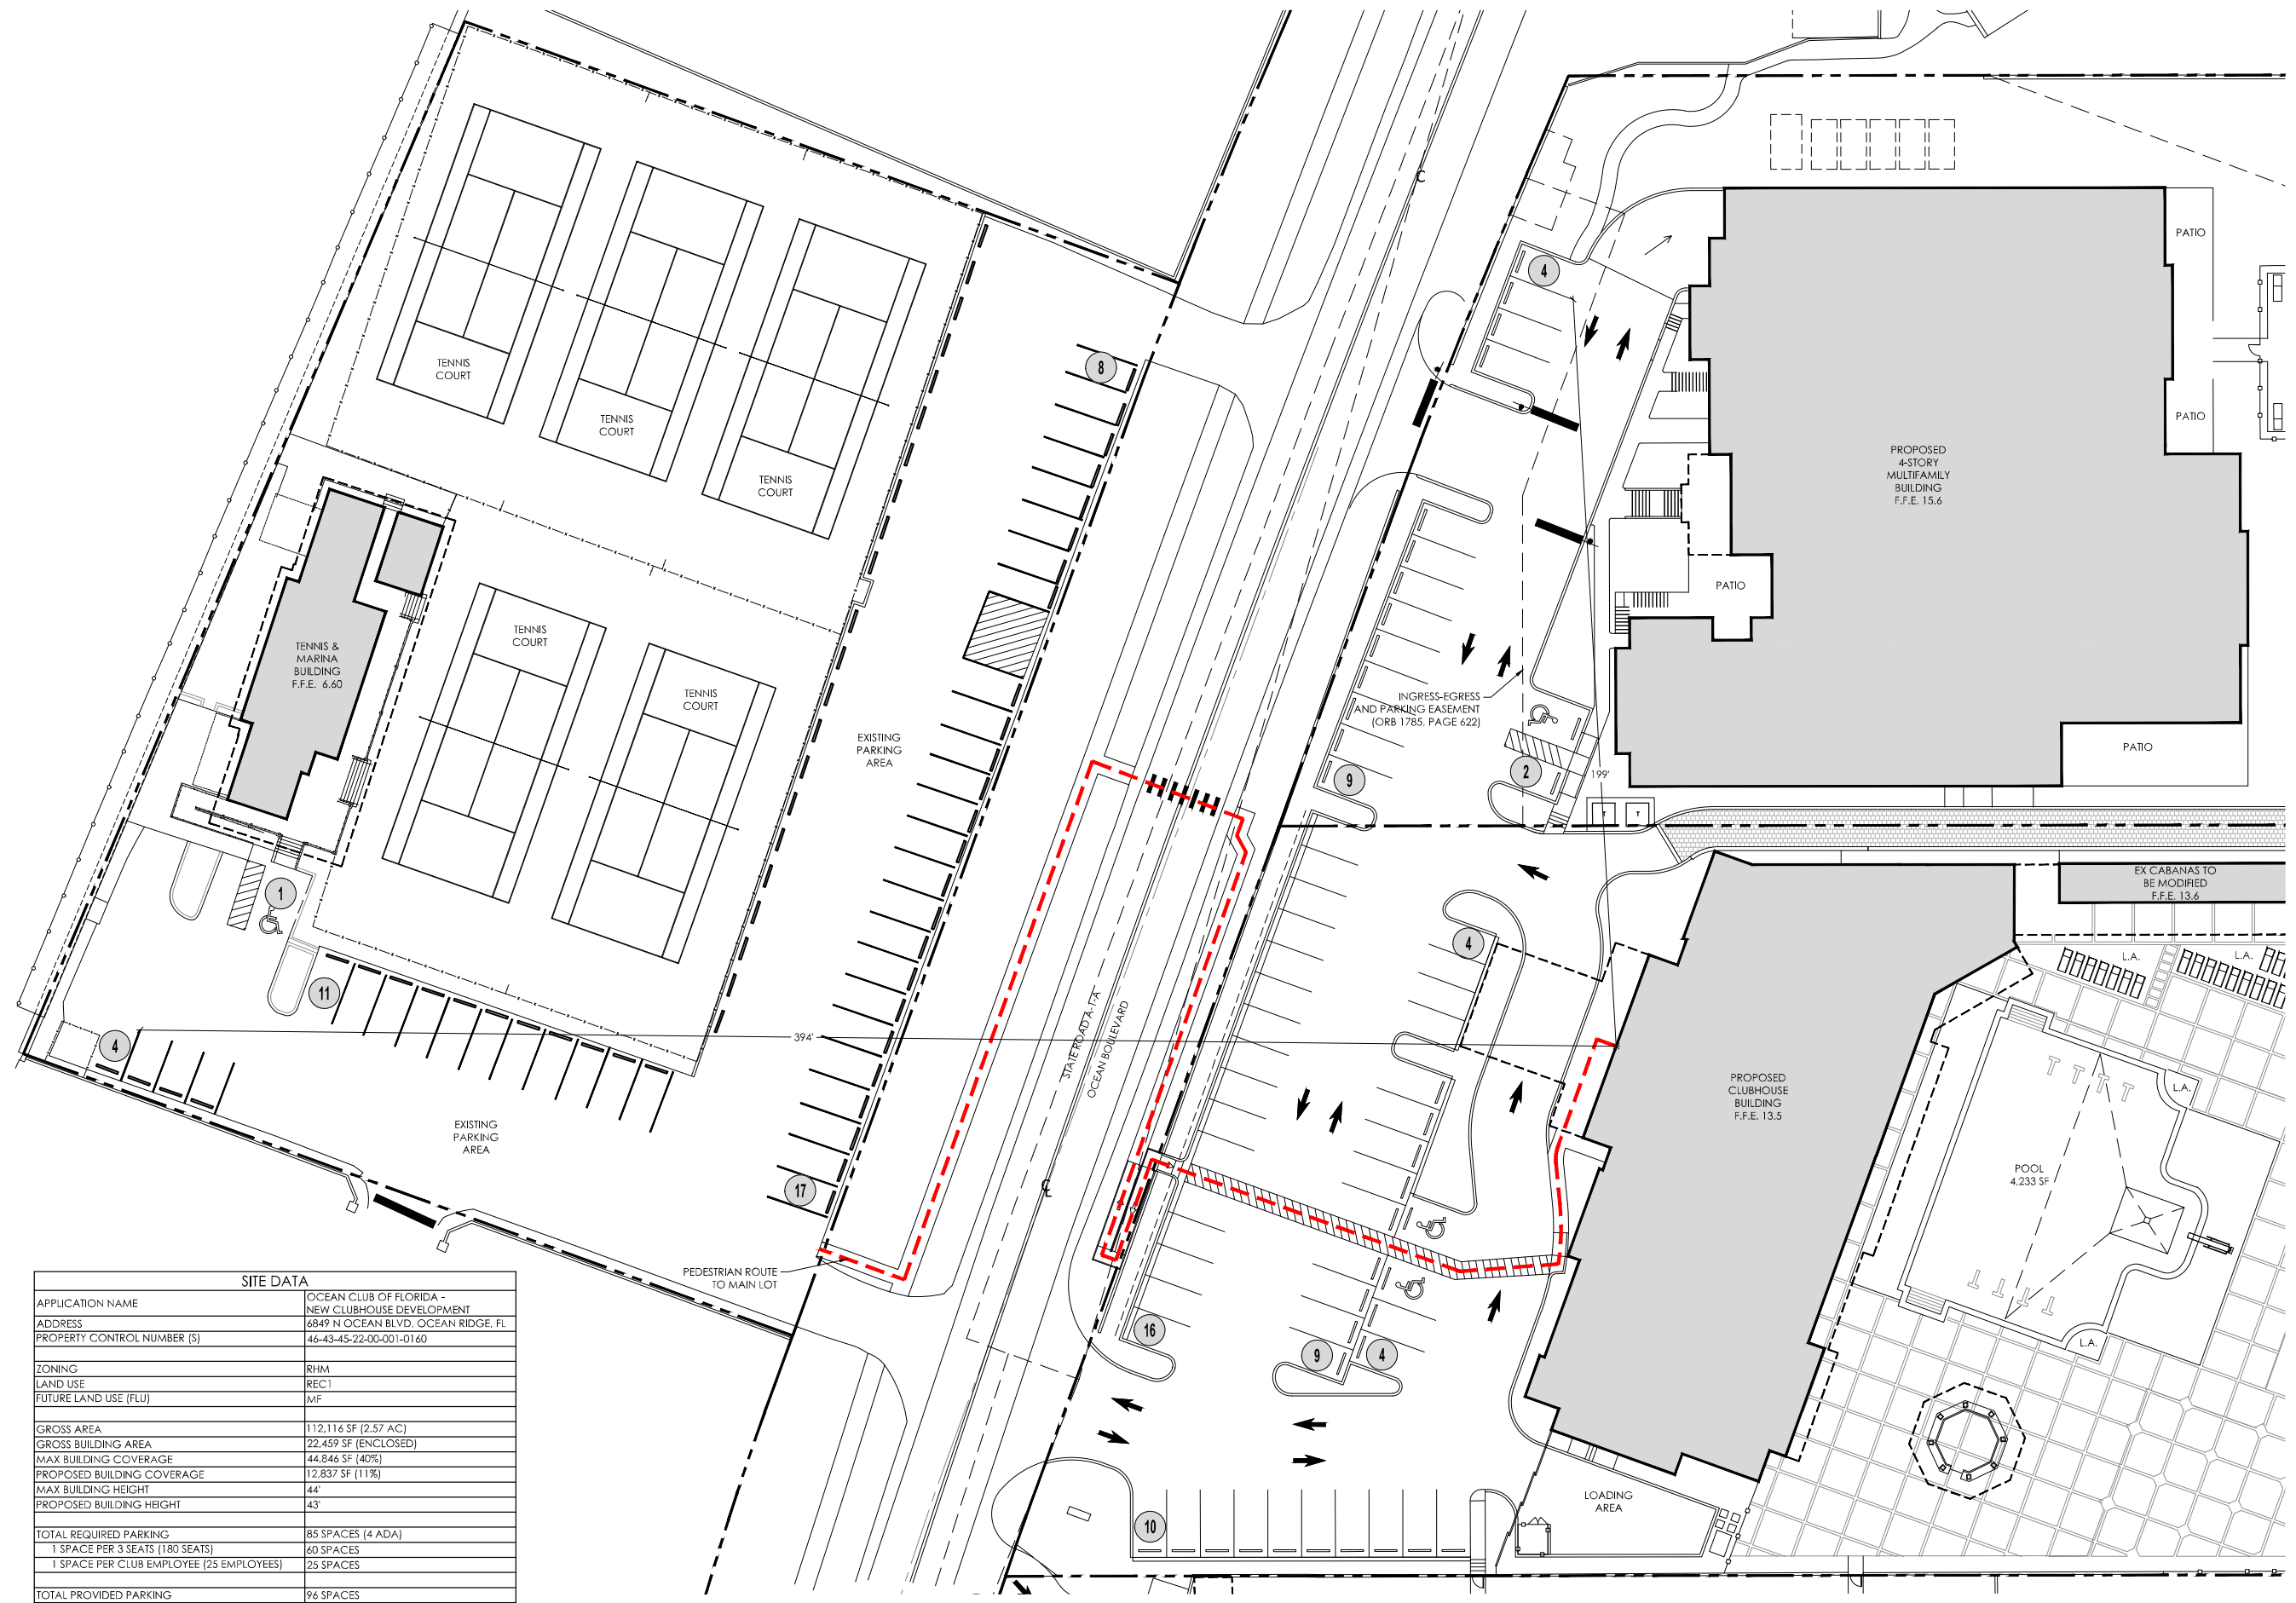 C
4
PATIO
TENNIS
COURT
8
TENNIS
COURT
PATIO
TENNIS
COURT
PROPOSED
4-STORY
MULTIFAMILY
BUILDING
F.F.E. 15.6
PATIO
TENNIS
COURT
TENNIS &
MARINA
BUILDING
F.F.E. 6.60
TENNIS
COURT
INGRESS-EGRESS
AND PARKING EASEMENT
(ORB 1785, PAGE 622)
EXISTING
PARKING
AREA
PATIO
9
2
199'
T
T
EX CABANAS TO
BE MODIFIED
F.F.E. 13.6
1
4
L.A.
L.A.
11
4
394'
STATE ROAD A-1-A
OCEAN BOULEVARD
PROPOSED
CLUBHOUSE
BUILDING
F.F.E. 13.5
L.A.
EXISTING
PARKING
AREA
POOL
4,233 SF
17
PEDESTRIAN ROUTE
TO MAIN LOT
16
9
4
L.A.
LOADING
AREA
10
SITE DATA
APPLICATION NAME OCEAN CLUB OF FLORIDA -
NEW CLUBHOUSE DEVELOPMENT
ADDRESS 6849 N OCEAN BLVD, OCEAN RIDGE, FL
PROPERTY CONTROL NUMBER (S) 46-43-45-22-00-001-0160
ZONING RHM
LAND USE REC1
FUTURE LAND USE (FLU) MF
GROSS AREA 112,116 SF (2.57 AC)
GROSS BUILDING AREA 22,459 SF (ENCLOSED)
MAX BUILDING COVERAGE 44,846 SF (40%)
PROPOSED BUILDING COVERAGE 12,837 SF (11%)
MAX BUILDING HEIGHT 44'
PROPOSED BUILDING HEIGHT 43'
TOTAL REQUIRED PARKING 85 SPACES (4 ADA)
1 SPACE PER 3 SEATS (180 SEATS) 60 SPACES
1 SPACE PER CLUB EMPLOYEE (25 EMPLOYEES) 25 SPACES
TOTAL PROVIDED PARKING 96 SPACES